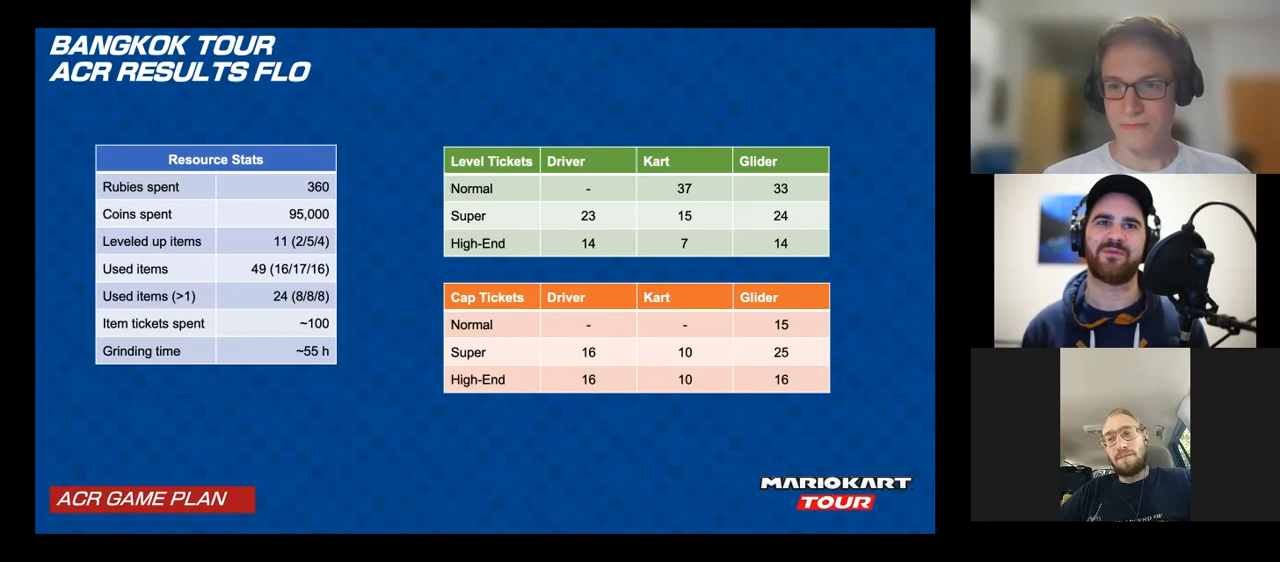 BANGKOK TOUR
ACR RESULTS FLO
Resource Stats
Rubies spent 360
Coins spent 95,000
Leveled up items 11 (2/5/4)
Used items 49 (16/17/16)
Used items (>1) 24 (8/8/8)
Item tickets spent ~100
Grinding time ~55 h
Level Tickets Driver Kart Glider
Normal - 37 33
Super 23 15 24
High-End 14 7 14
Cap Tickets Driver Kart Glider
Normal - - 15
Super 16 10 25
High-End 16 10 16
ACR GAME PLAN
MARIOKART
TOUR